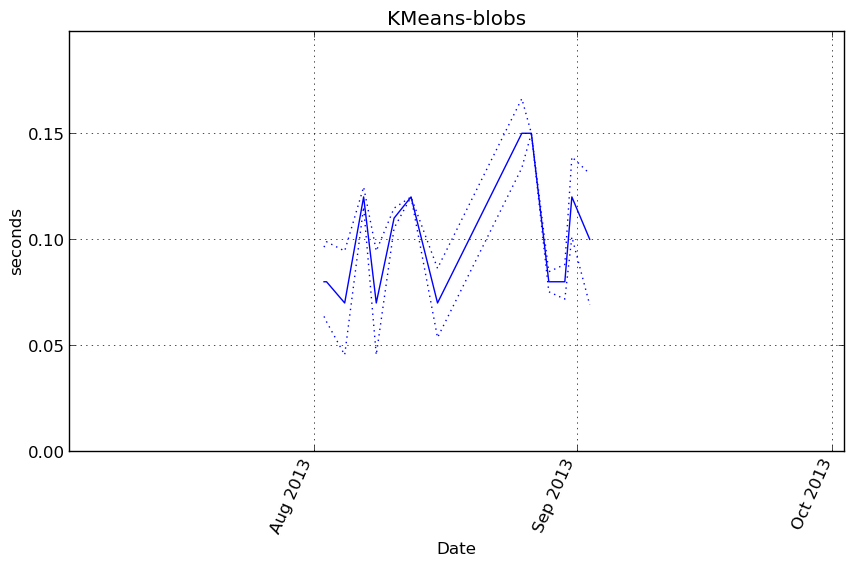 KMeans-blobs
0.15
0.10
0.05
0.00
seconds
Aug 2013
Sep 2013
Oct 2013
Date